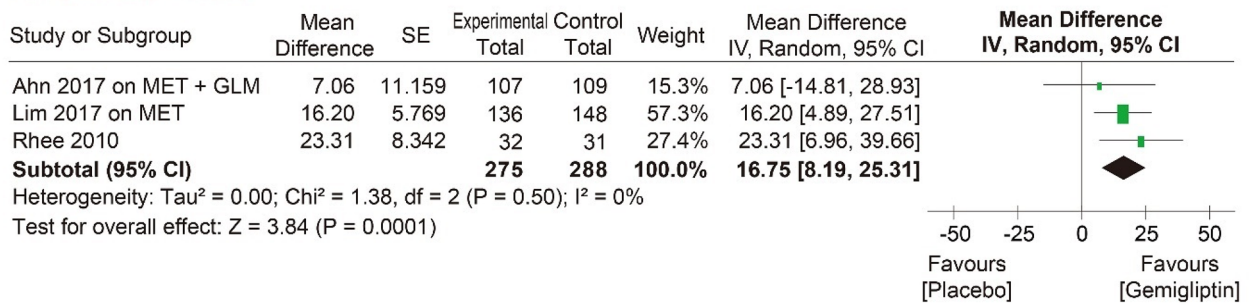 Study or Subgroup Mean Difference SE Experimental Total Control Total Weight Mean Difference IV, Random, 95% CI Mean Difference IV, Random, 95% CI
Ahn 2017 on MET + GLM 7.06 11.159 107 109 15.3% 7.06 [-14.81, 28.93]
Lim 2017 on MET 16.20 5.769 136 148 57.3% 16.20 [4.89, 27.51]
Rhee 2010 23.31 8.342 32 31 27.4% 23.31 [6.96, 39.66]
Subtotal (95% CI) 275 288 100.0% 16.75 [8.19, 25.31]
Heterogeneity: Tau² = 0.00; Chi² = 1.38, df = 2 (P = 0.50); I² = 0%
Test for overall effect: Z = 3.84 (P = 0.0001)
-50 -25 0 25 50
Favours [Placebo] Favours [Gemigliptin]